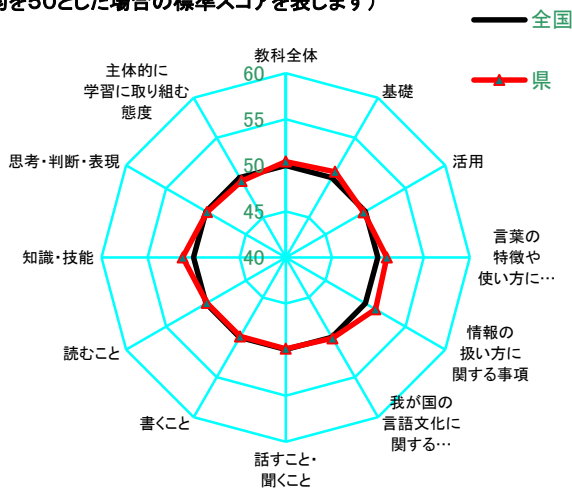 を50とした場合の標準スコアを表します）
全国
県
教科全体
基礎
活用
言葉の
特徴や
使い方に…
情報の
扱い方に
関する事項
我が国の
言語文化に
関する…
話すこと・
聞くこと
書くこと
読むこと
知識・技能
思考・判断・表現
主体的に
学習に取り組む
態度
60
55
50
45
40